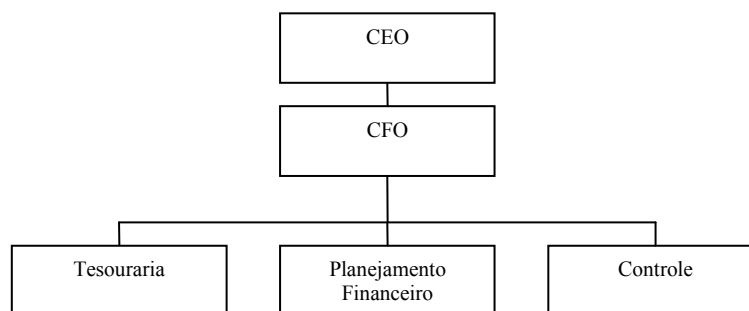 CEO
CFO
Tesouraria
Planejamento
Financeiro
Controle